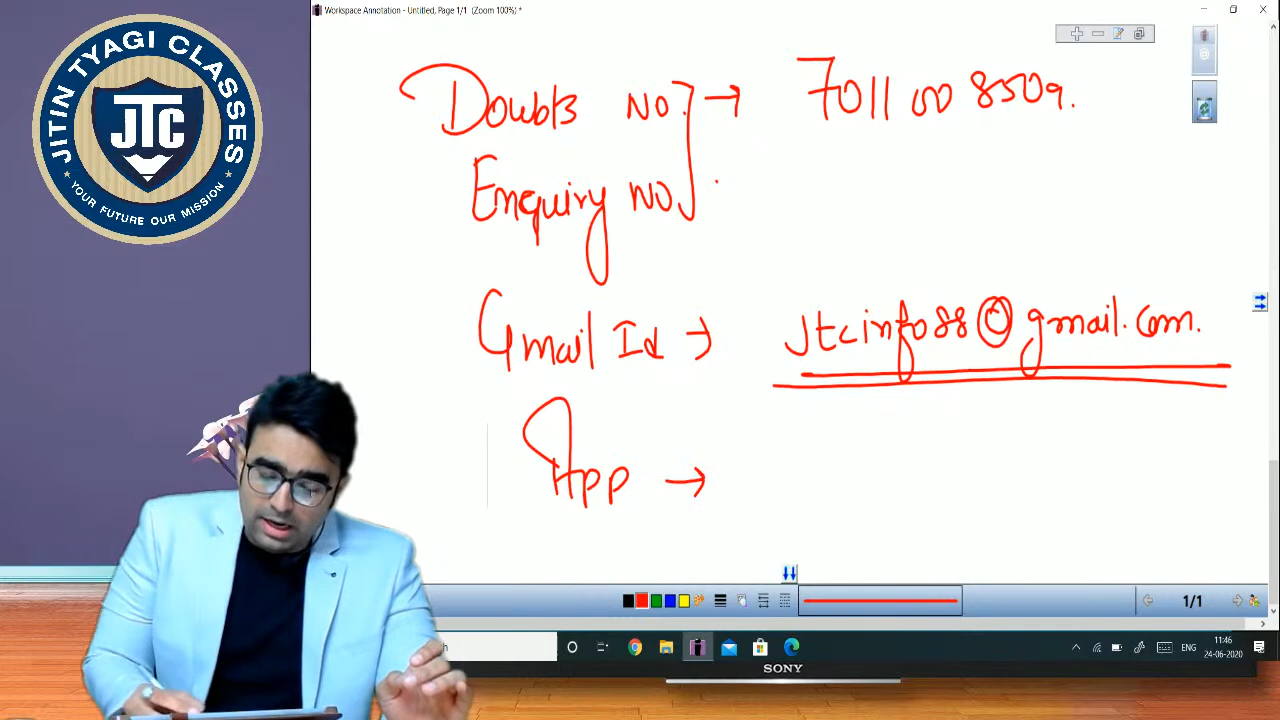 JITIN TYAGI CLASSES
JTC
YOUR FUTURE OUR MISSION
Workspace Annotation - Untitled, Page 1/1 (Zoom 100%) *
Doubts NO. → 7011 00 8509.
Enquiry NO
Gmail Id → Jtcinfo88@gmail.com.
App →
1/1
h
ENG
11:46
24-06-2020
SONY